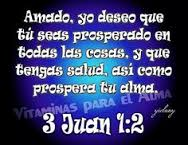 Amado, yo deseo que
tú seas prosperado en
todas las cosas, y que
tengas salud, así como
prospera tu alma.
Vitaminas para el Alma
3 Juan 1:2